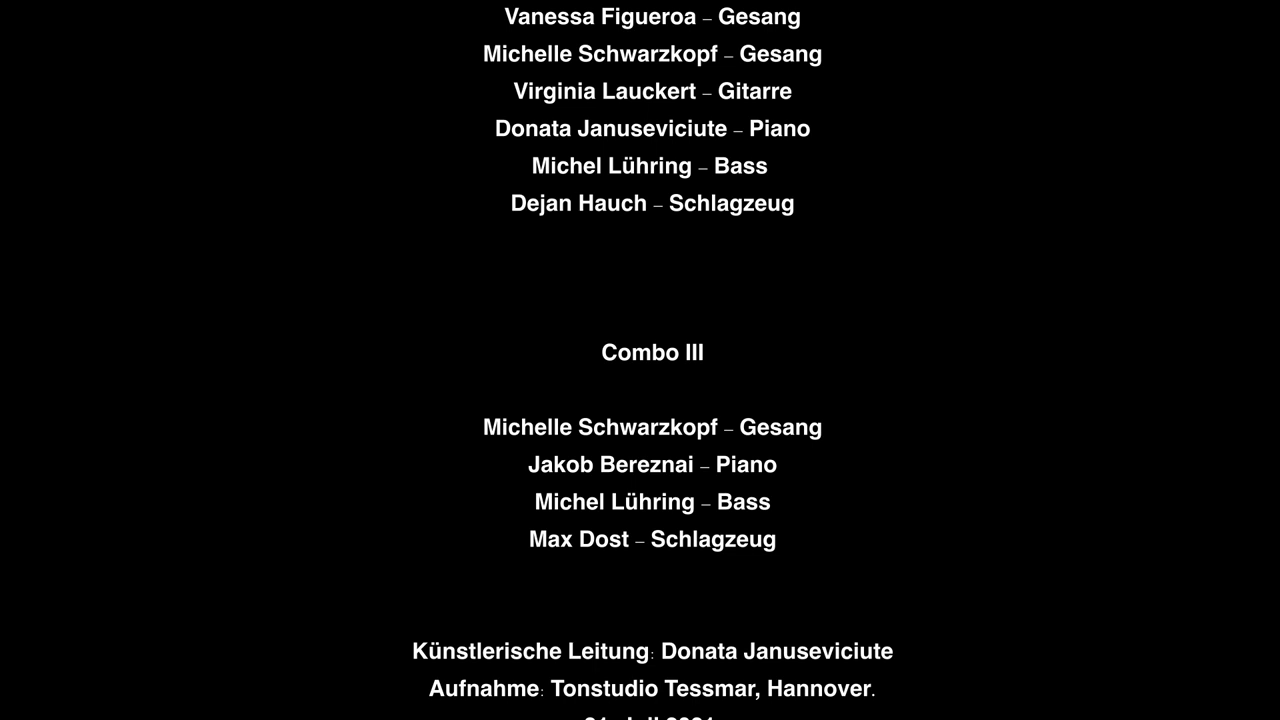 Vanessa Figueroa – Gesang
Michelle Schwarzkopf – Gesang
Virginia Lauckert – Gitarre
Donata Januseviciute – Piano
Michel Lühring – Bass
Dejan Hauch – Schlagzeug
Combo III
Michelle Schwarzkopf – Gesang
Jakob Bereznai – Piano
Michel Lühring – Bass
Max Dost – Schlagzeug
Künstlerische Leitung: Donata Januseviciute
Aufnahme: Tonstudio Tessmar, Hannover.